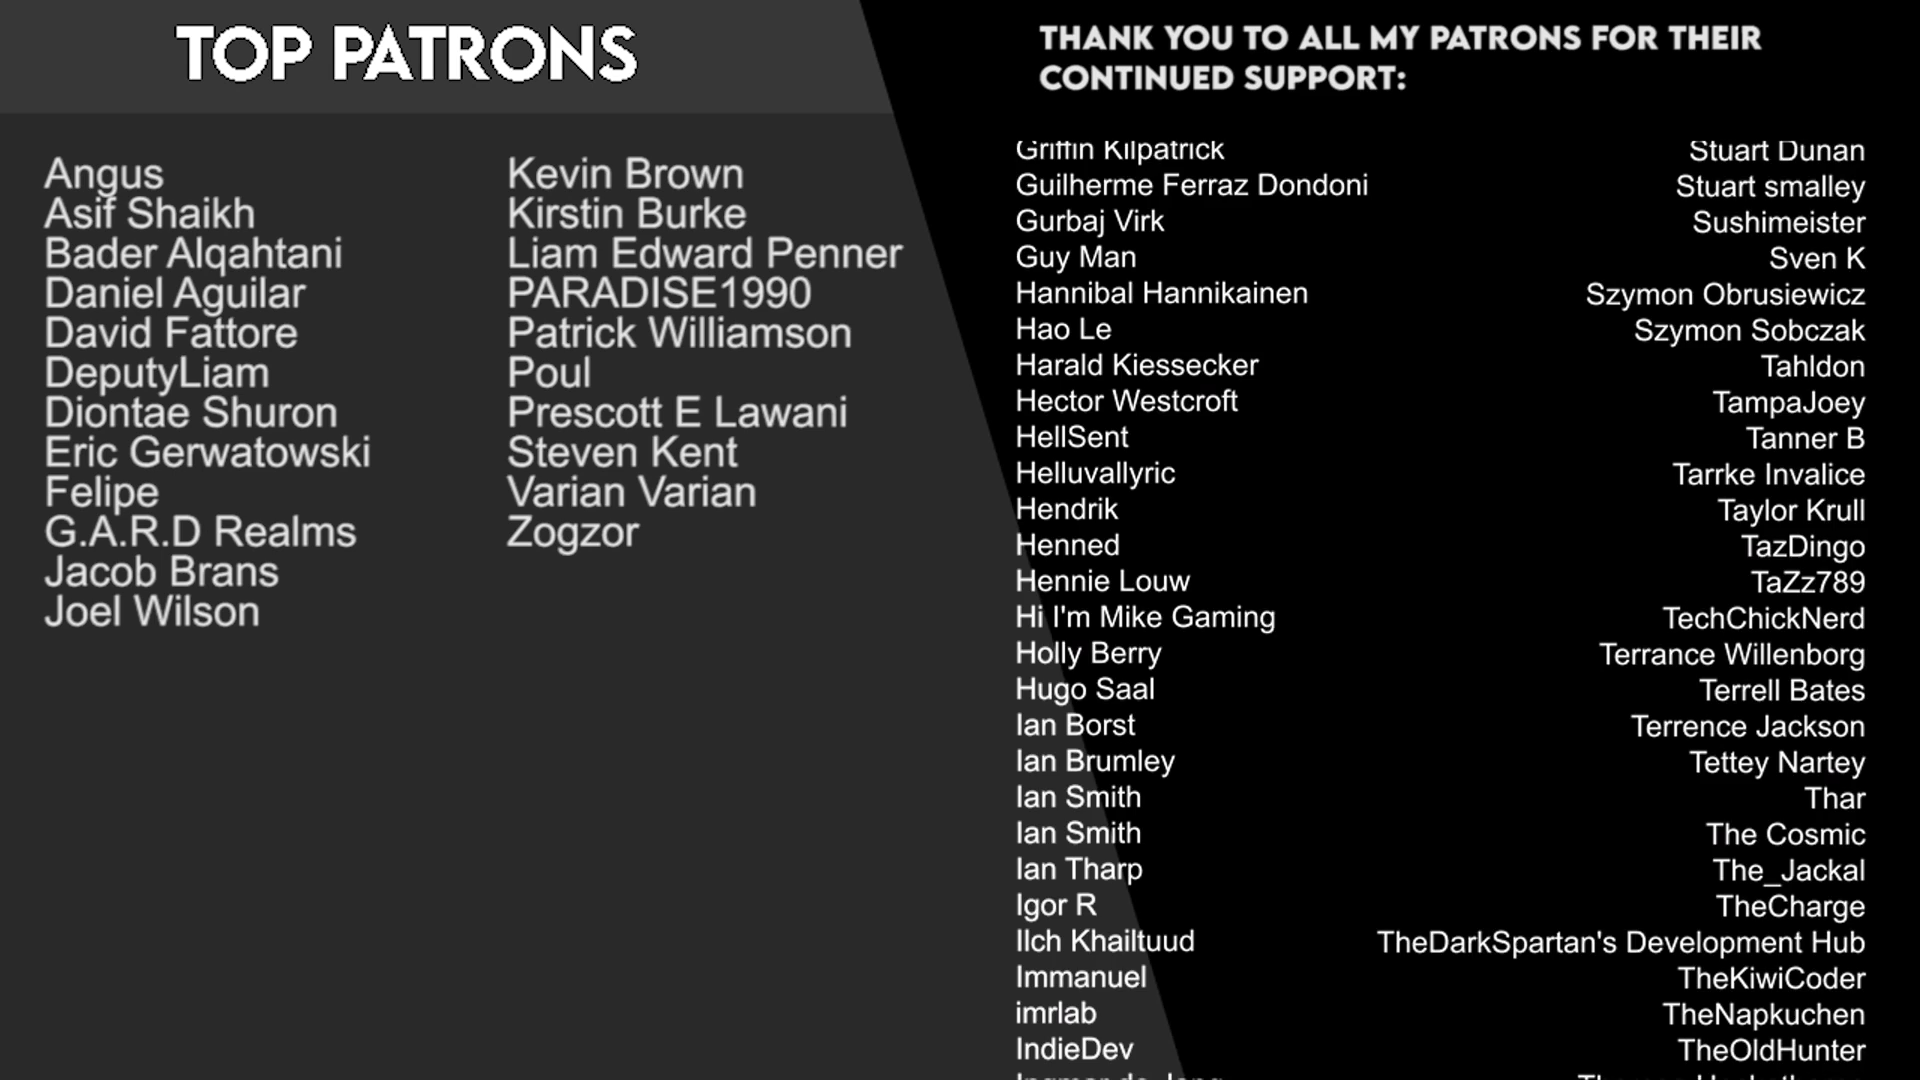 TOP PATRONS
Angus
Asif Shaikh
Bader Alqahtani
Daniel Aguilar
David Fattore
DeputyLiam
Diontae Shuron
Eric Gerwatowski
Felipe
G.A.R.D Realms
Jacob Brans
Joel Wilson
Kevin Brown
Kirstin Burke
Liam Edward Penner
PARADISE1990
Patrick Williamson
Poul
Prescott E Lawani
Steven Kent
Varian Varian
Zogzor
THANK YOU TO ALL MY PATRONS FOR THEIR
CONTINUED SUPPORT:
Griffin Kilpatrick
Guilherme Ferraz Dondoni
Gurbaj Virk
Guy Man
Hannibal Hannikainen
Hao Le
Harald Kiessecker
Hector Westcroft
HellSent
Helluvallyric
Hendrik
Henned
Hennie Louw
Hi I'm Mike Gaming
Holly Berry
Hugo Saal
Ian Borst
Ian Brumley
Ian Smith
Ian Smith
Ian Tharp
Igor R
Ilch Khailtuud
Immanuel
imrlab
IndieDev
Stuart Dunan
Stuart smalley
Sushimeister
Sven K
Szymon Obrusiewicz
Szymon Sobczak
Tahldon
TampaJoey
Tanner B
Tarrke Invalice
Taylor Krull
TazDingo
TaZz789
TechChickNerd
Terrance Willenborg
Terrell Bates
Terrence Jackson
Tettey Nartey
Thar
The Cosmic
The_Jackal
TheCharge
TheDarkSpartan's Development Hub
TheKiwiCoder
TheNapkuchen
TheOldHunter